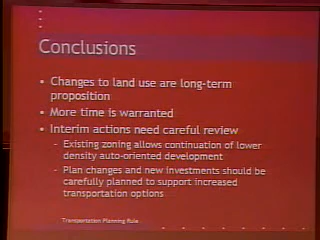 Conclusions
• Changes to land use are long-term
proposition
• More time is warranted
• Interim actions need careful review
– Existing zoning allows continuation of lower
density auto-oriented development
– Plan changes and new investments should be
carefully planned to support increased
transportation options
Transportation Planning Rule